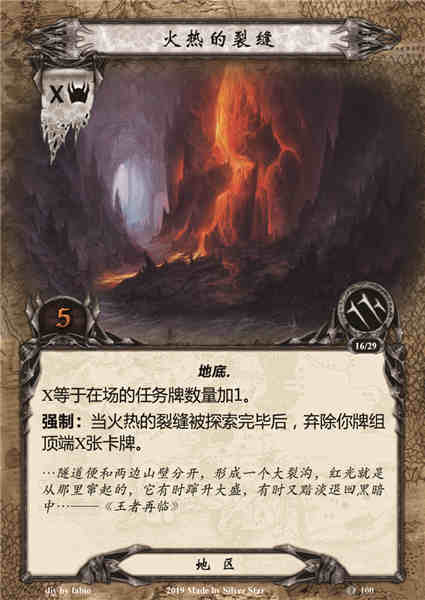 火热的裂缝
X
5
16/29
地底.
X等于在场的任务牌数量加1。
强制：当火热的裂缝被探索完毕后，弃除你牌组
顶端X张卡牌。
…隧道便和两边山壁分开，形成一个大裂沟，红光就是
从那里窜起的，它有时蹿升大盛，有时又黯淡退回黑暗
中…——《王者再临》
地 区
diy by fabio
2019 Made by Silver Star
160